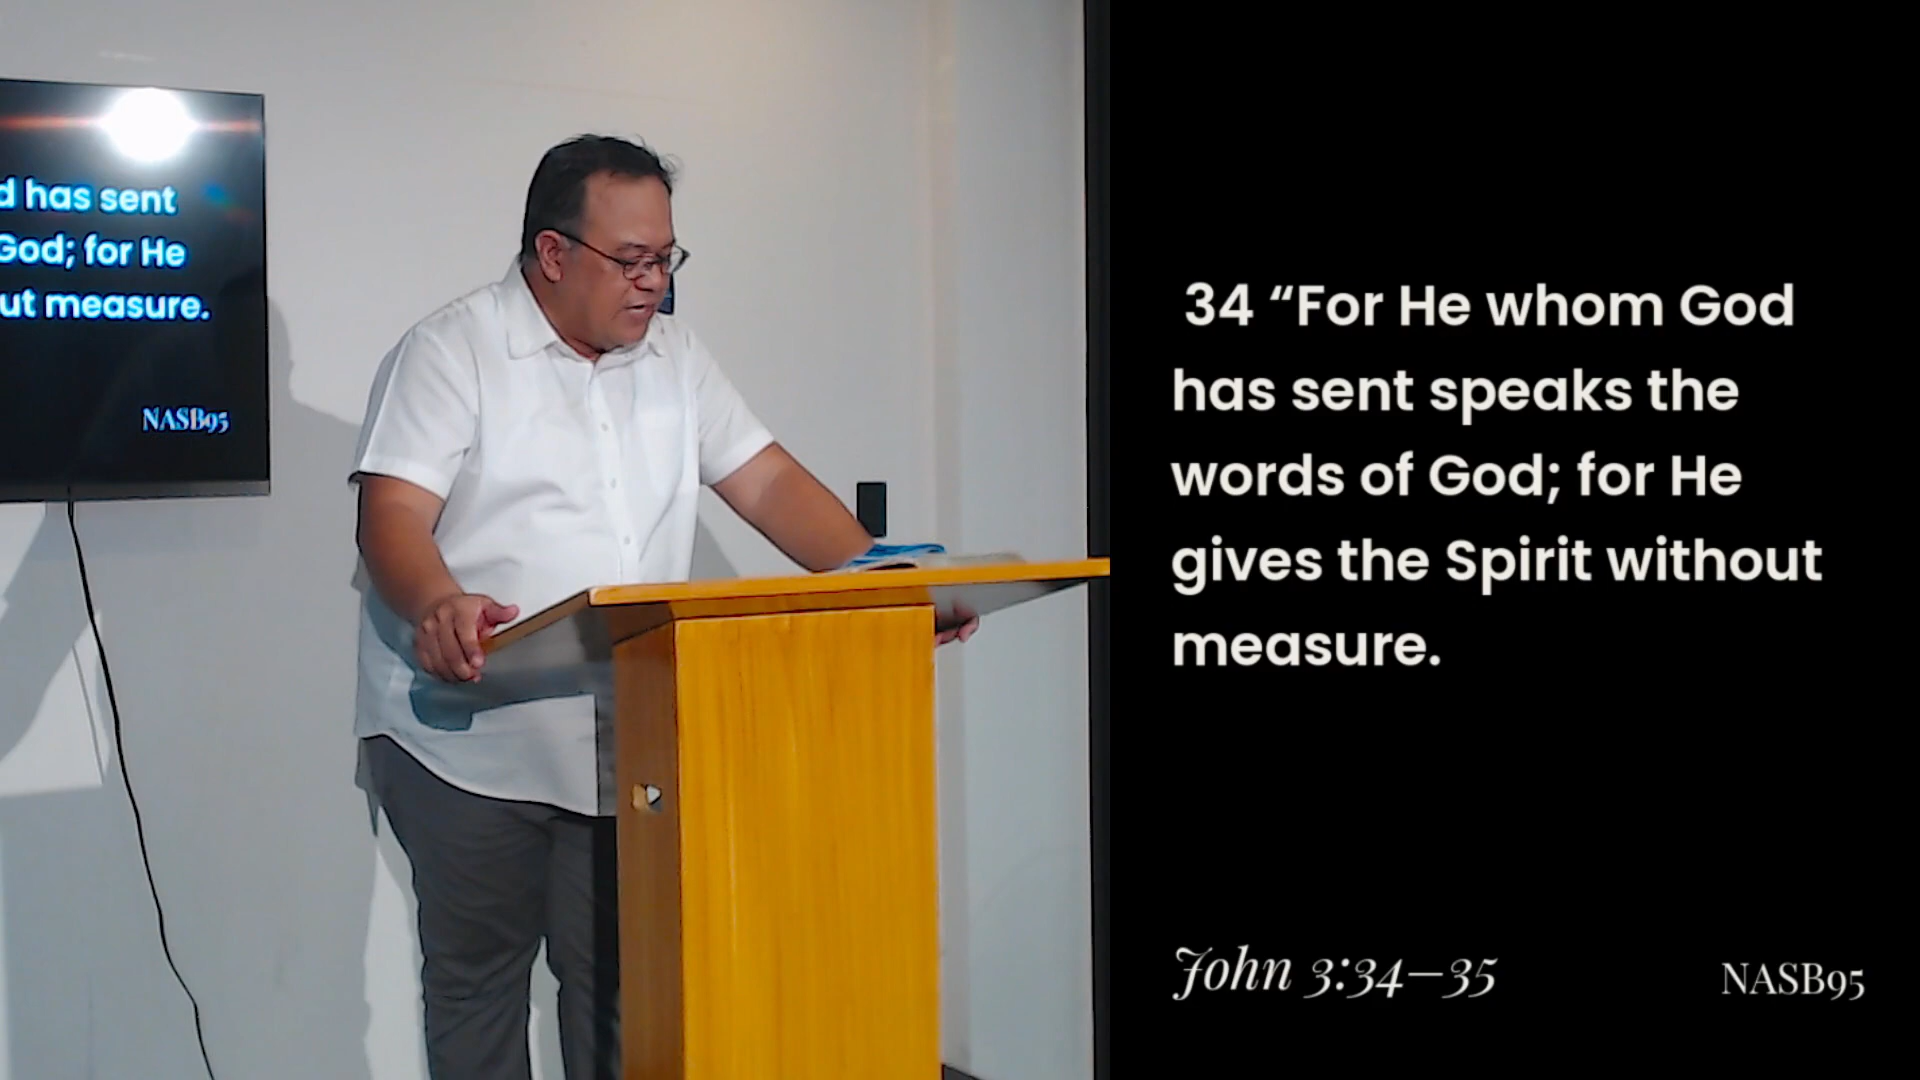 d has sent
God; for He
ut measure.
NASB95
34 “For He whom God
has sent speaks the
words of God; for He
gives the Spirit without
measure.
John 3:34–35
NASB95